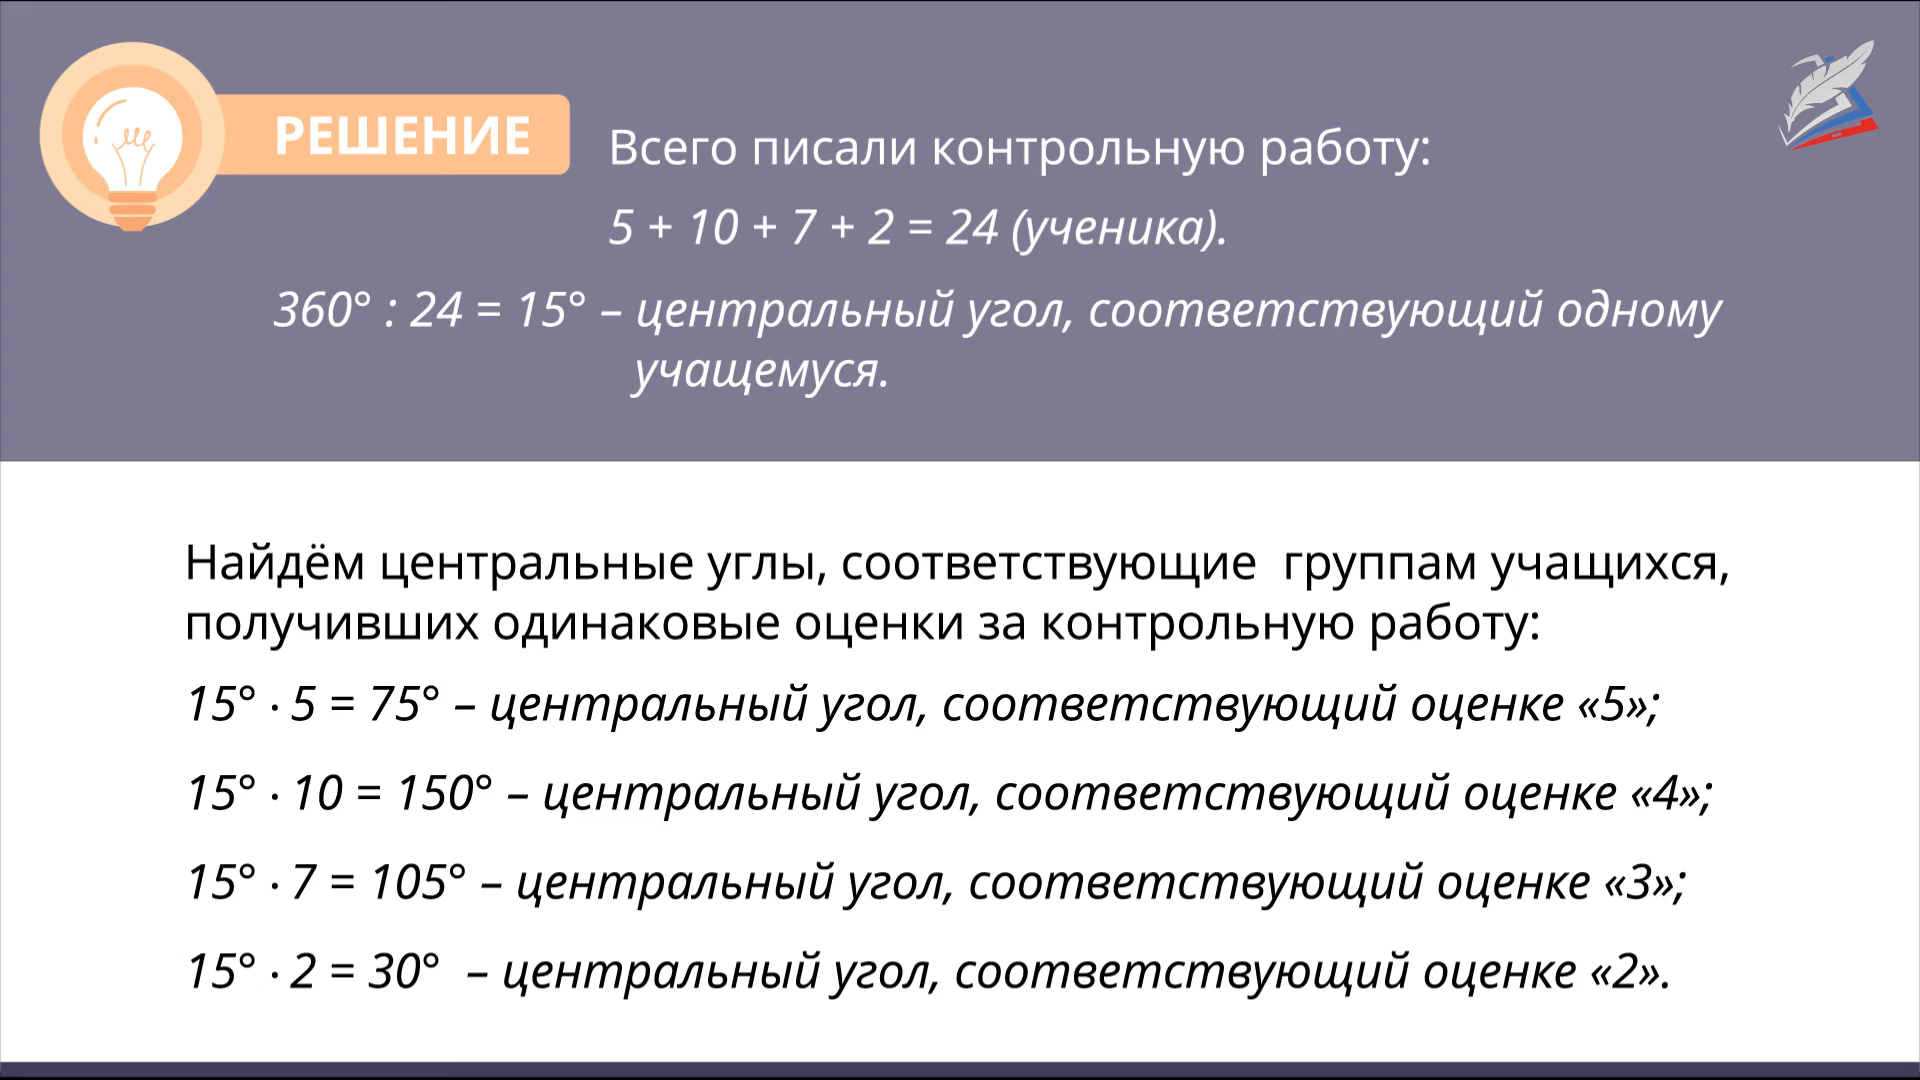 РЕШЕНИЕ
Всего писали контрольную работу:
5 + 10 + 7 + 2 = 24 (ученика).
360° : 24 = 15° – центральный угол, соответствующий одному
учащемуся.
Найдём центральные углы, соответствующие  группам учащихся,
получивших одинаковые оценки за контрольную работу:
15° · 5 = 75° – центральный угол, соответствующий оценке «5»;
15° · 10 = 150° – центральный угол, соответствующий оценке «4»;
15° · 7 = 105° – центральный угол, соответствующий оценке «3»;
15° · 2 = 30°  – центральный угол, соответствующий оценке «2».